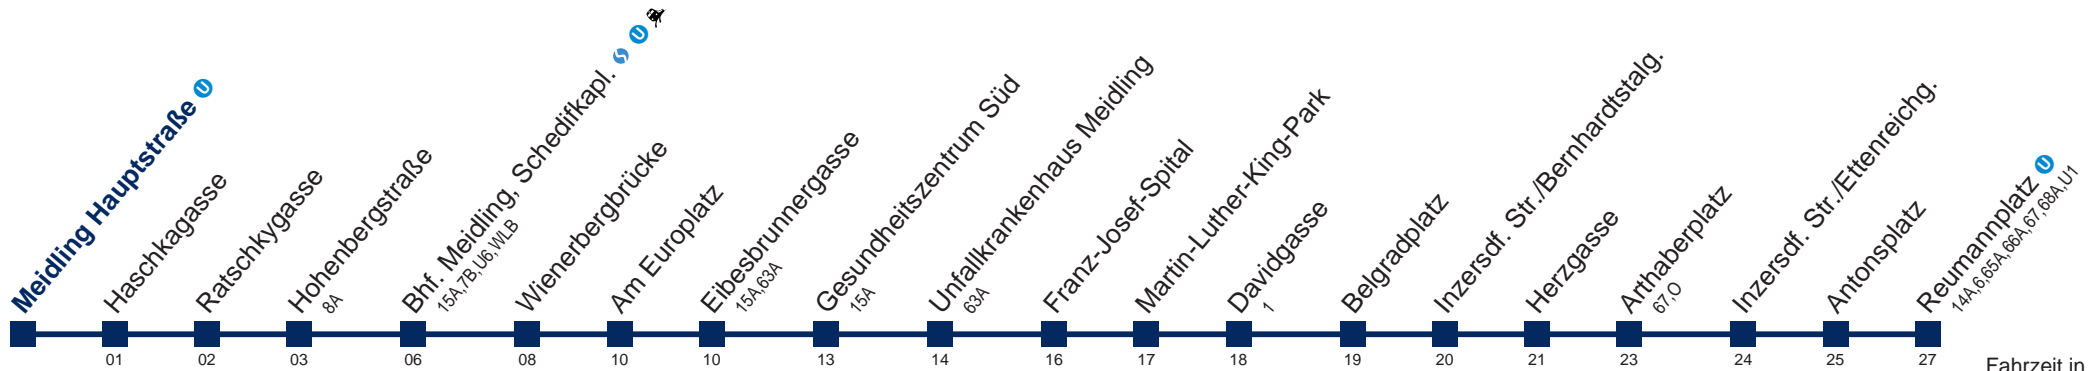 Meidling Hauptstraße U
Haschkagasse
Ratschkygasse
Hohenbergstraße
8A
Bhf. Meidling, Schedifkapl. S U
15A,7B,U6,WLB
Wienerbergbrücke
Am Europlatz
Eibesbrunnergasse
15A,63A
Gesundheitszentrum Süd
15A
Unfallkrankenhaus Meidling
63A
Franz-Josef-Spital
Martin-Luther-King-Park
Davidgasse
1
Belgradplatz
Inzersdf. Str./Bernhardtstalg.
Herzgasse
Arthaberplatz
67,O
Inzersdf. Str./Ettenreichg.
Antonsplatz
Reumannplatz U
14A,6,65A,66A,67,68A,U1
01 02 03 06 08 10 10 13 14 16 17 18 19 20 21 23 24 25 27
Fahrzeit in